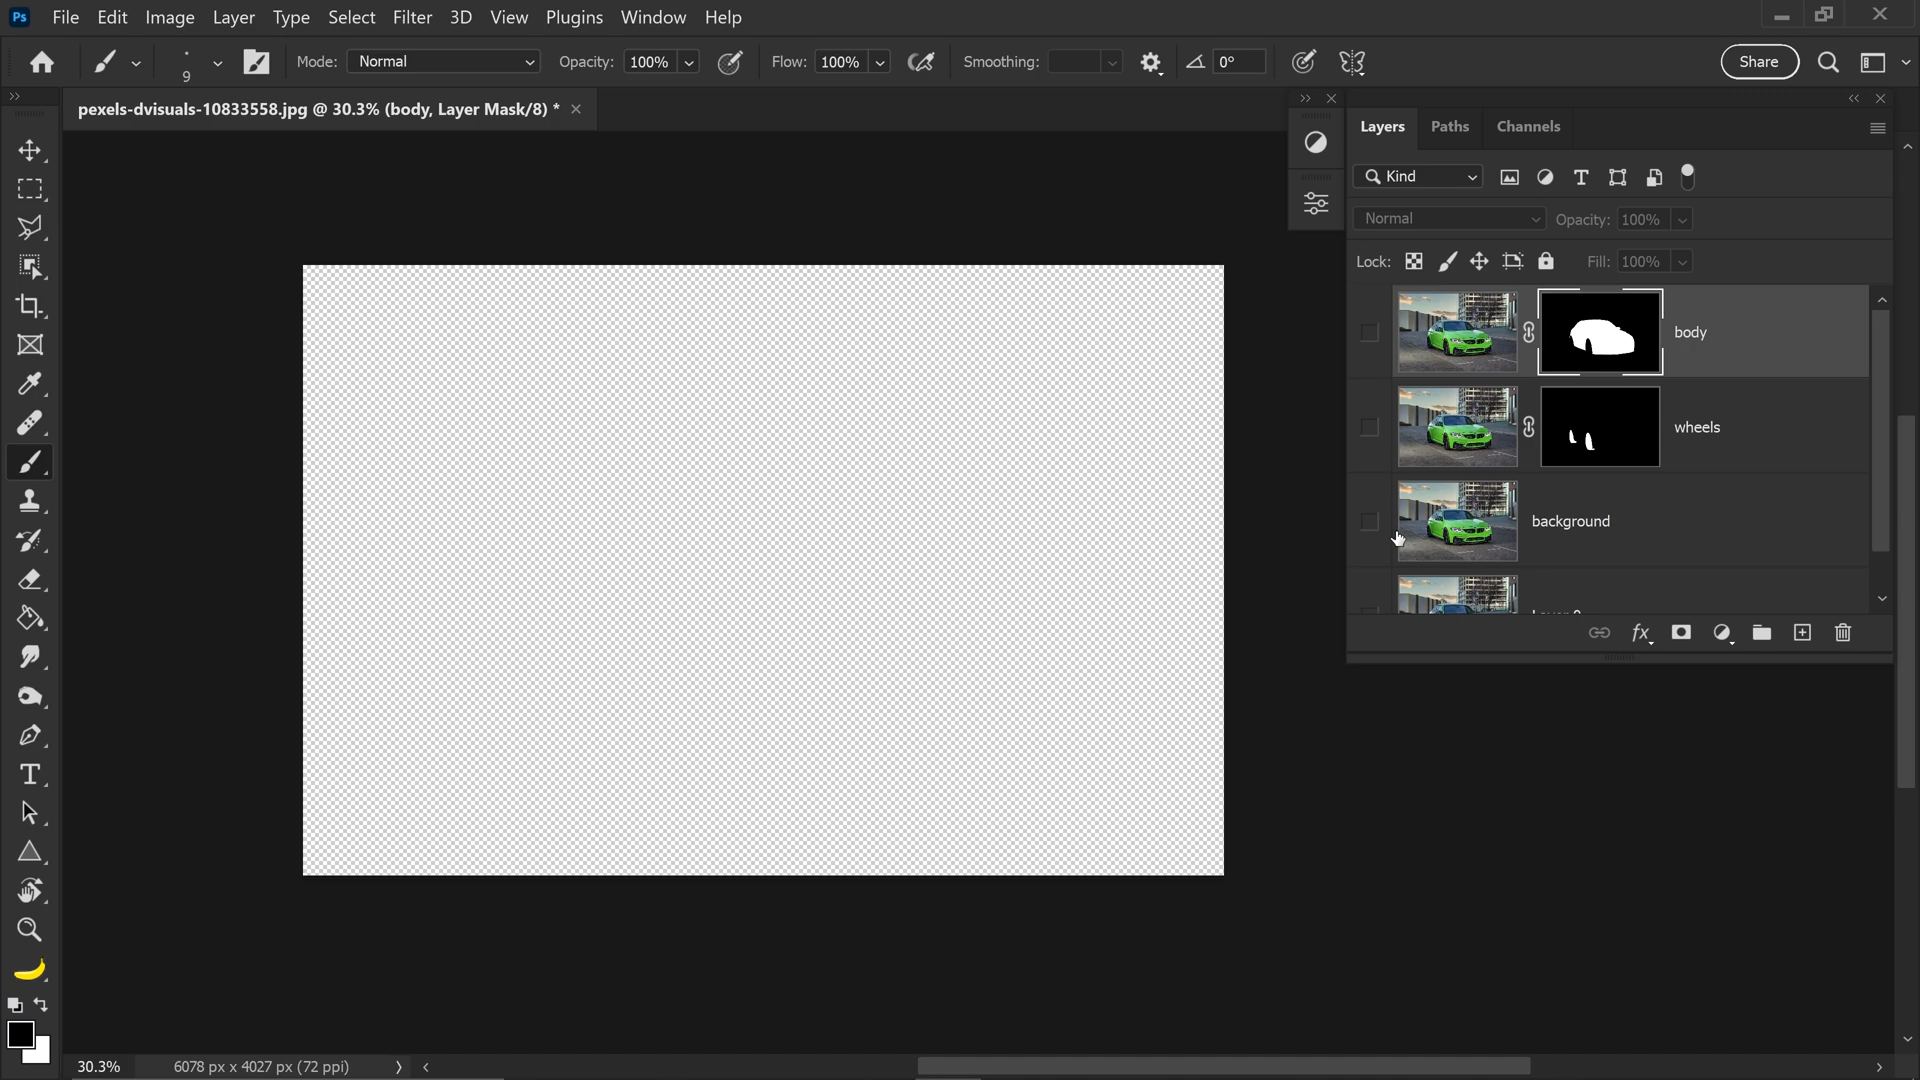 Ps File Edit Image Layer Type Select Filter 3D View Plugins Window Help
9 Mode: Normal Opacity: 100% Flow: 100% Smoothing: 0° Share
pexels-dvisuals-10833558.jpg @ 30.3% (body, Layer Mask/8) *
Layers Paths Channels
Kind
Normal Opacity: 100%
Lock: Fill: 100%
body
wheels
background
30.3% 6078 px x 4027 px (72 ppi)